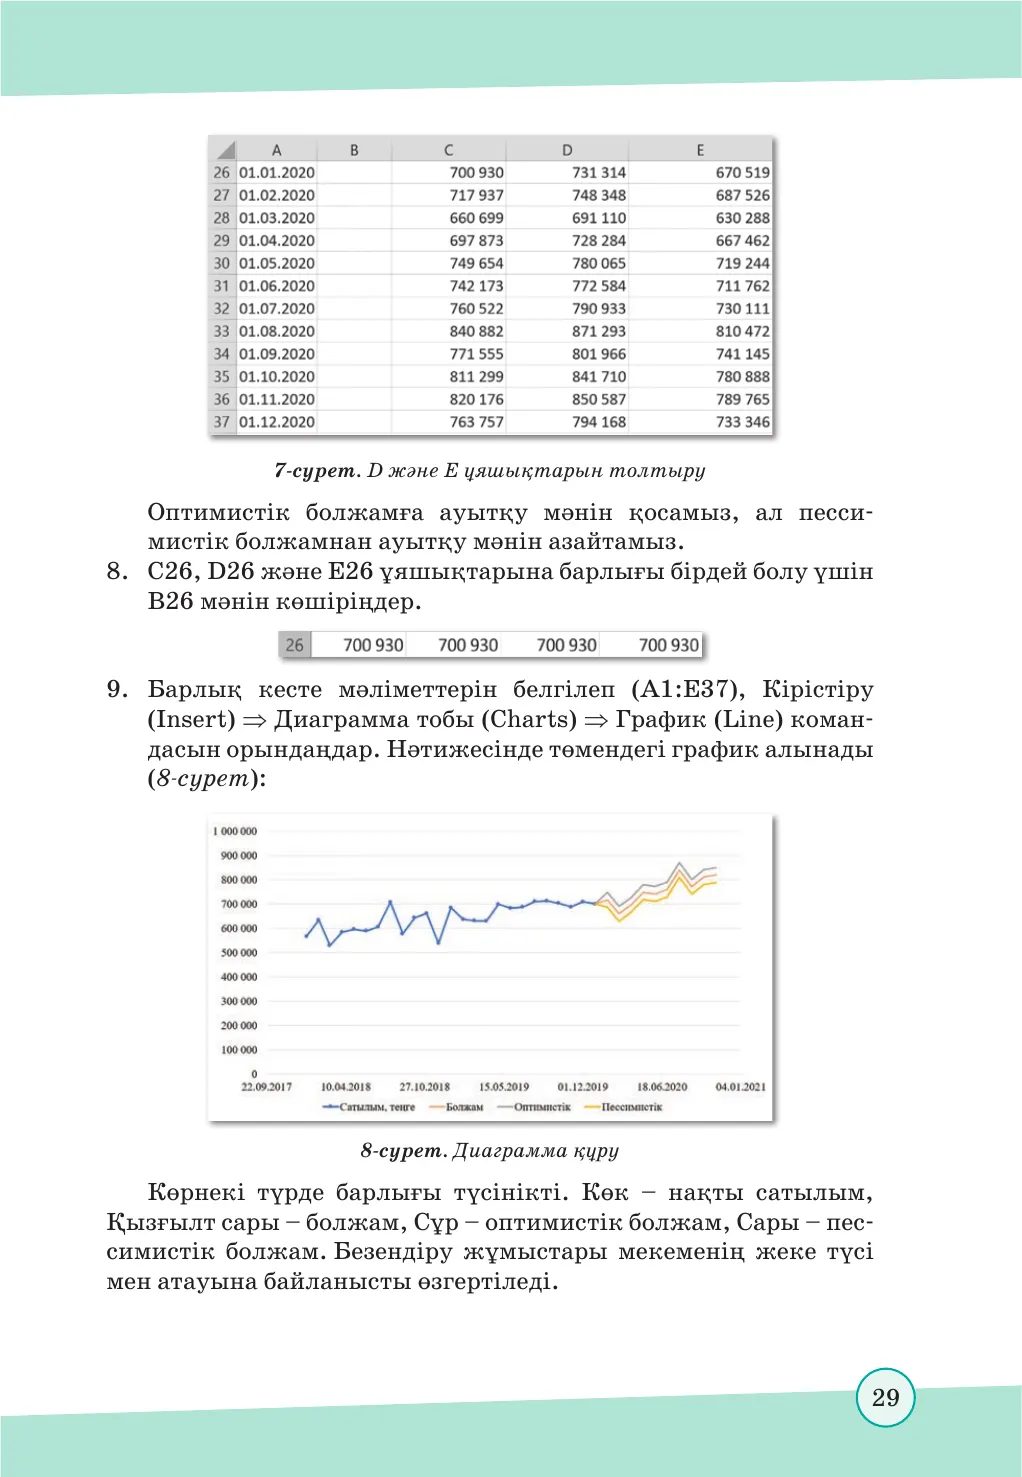 A B C D E
26 01.01.2020 700 930 731 314 670 519
27 01.02.2020 717 937 748 348 687 526
28 01.03.2020 660 699 691 110 630 288
29 01.04.2020 697 873 728 284 667 462
30 01.05.2020 749 654 780 065 719 244
31 01.06.2020 742 173 772 584 711 762
32 01.07.2020 760 522 790 933 730 111
33 01.08.2020 840 882 871 293 810 472
34 01.09.2020 771 555 801 966 741 145
35 01.10.2020 811 299 841 710 780 888
36 01.11.2020 820 176 850 587 789 765
37 01.12.2020 763 757 794 168 733 346
7-сурет. D және E ұяшықтарын толтыру
Оптимистік болжамға ауытқу мәнін қосамыз, ал песси-
мистік болжамнан ауытқу мәнін азайтамыз.
8. C26, D26 және E26 ұяшықтарына барлығы бірдей болу үшін
B26 мәнін көшіріңдер.
26 700 930 700 930 700 930 700 930
9. Барлық кесте мәліметтерін белгілеп (A1:E37), Кірістіру
(Insert) ⇒ Диаграмма тобы (Charts) ⇒ График (Line) коман-
дасын орындаңдар. Нәтижесінде төмендегі график алынады
(8-сурет):
1 000 000
900 000
800 000
700 000
600 000
500 000
400 000
300 000
200 000
100 000
0
22.09.2017 10.04.2018 27.10.2018 15.05.2019 01.12.2019 18.06.2020 04.01.2021
Сатылым, теңге Болжам Оптимистік Пессимистік
8-сурет. Диаграмма құру
Көрнекі түрде барлығы түсінікті. Көк – нақты сатылым,
Қызғылт сары – болжам, Сұр – оптимистік болжам, Сары – пес-
симистік болжам. Безендіру жұмыстары мекеменің жеке түсі
мен атауына байланысты өзгертіледі.
29